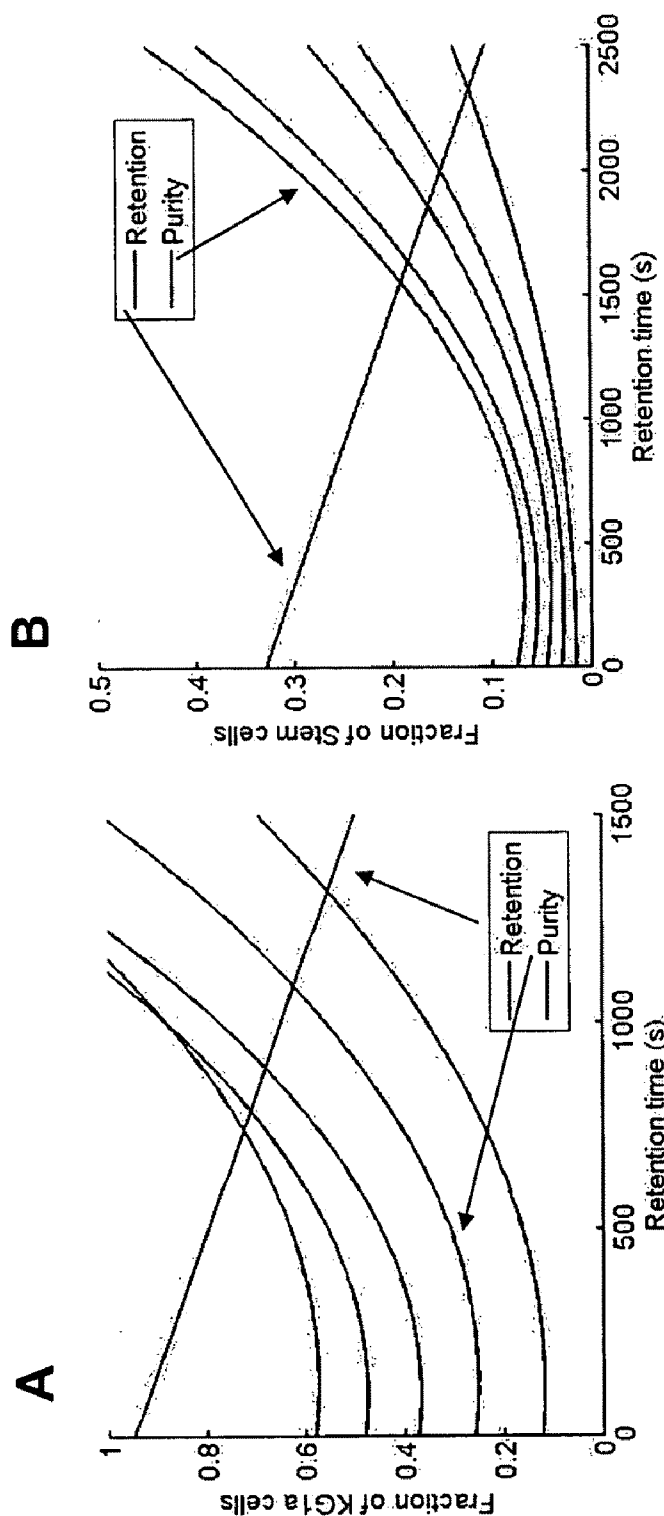 A
Fraction of KG1a cells
1
0.8
0.6
0.4
0.2
0
0
500
1000
1500
Retention time (s)
Retention
Purity
B
Fraction of Stem cells
0.5
0.4
0.3
0.2
0.1
0
0
500
1000
1500
2000
2500
Retention time (s)
Retention
Purity